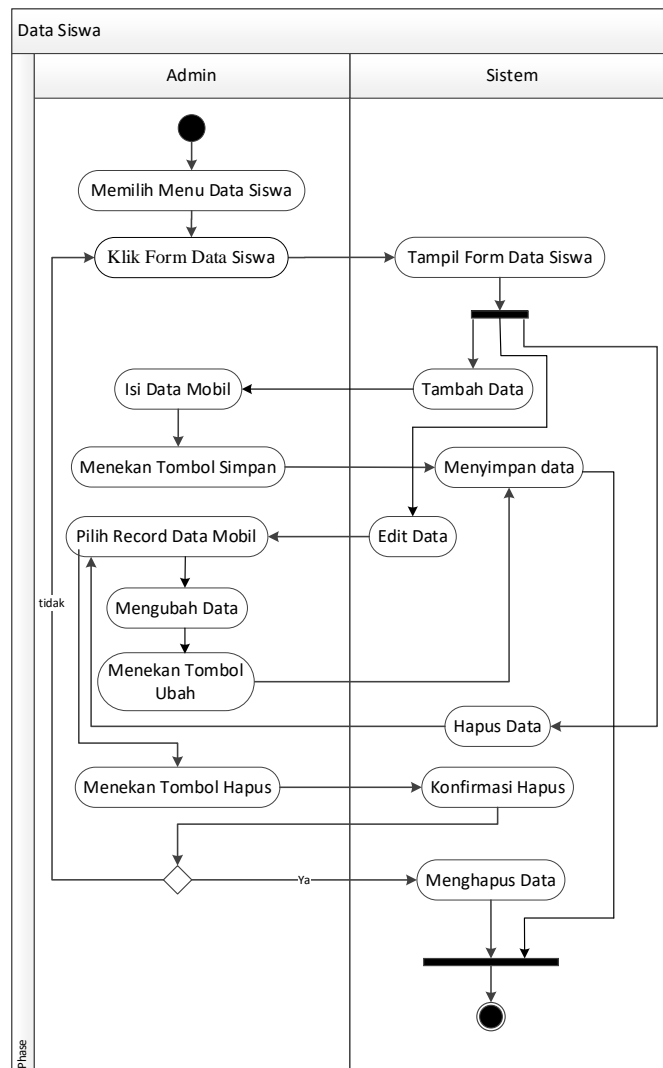 Data Siswa
Admin
Sistem
Memilih Menu Data Siswa
Klik Form Data Siswa
Tampil Form Data Siswa
Isi Data Mobil
Tambah Data
Menekan Tombol Simpan
Menyimpan data
Pilih Record Data Mobil
Edit Data
tidak
Mengubah Data
Menekan Tombol
Ubah
Hapus Data
Menekan Tombol Hapus
Konfirmasi Hapus
Ya
Menghapus Data
Phase